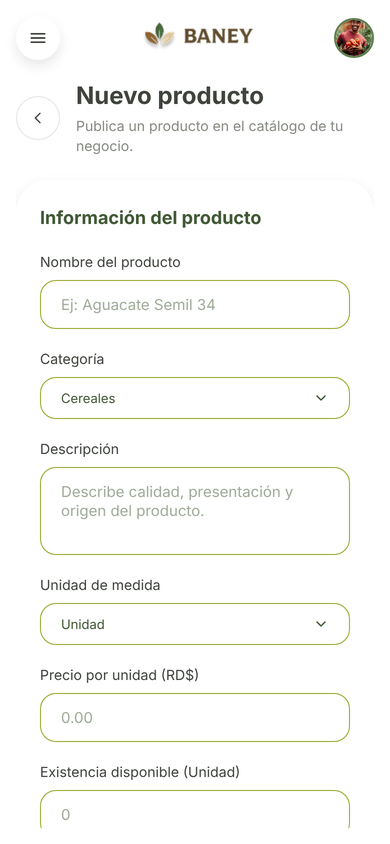 BANEY
Nuevo producto
Publica un producto en el catálogo de tu
negocio.
Información del producto
Nombre del producto
Ej: Aguacate Semil 34
Categoría
Cereales
Descripción
Describe calidad, presentación y
origen del producto.
Unidad de medida
Unidad
Precio por unidad (RD$)
0.00
Existencia disponible (Unidad)
0